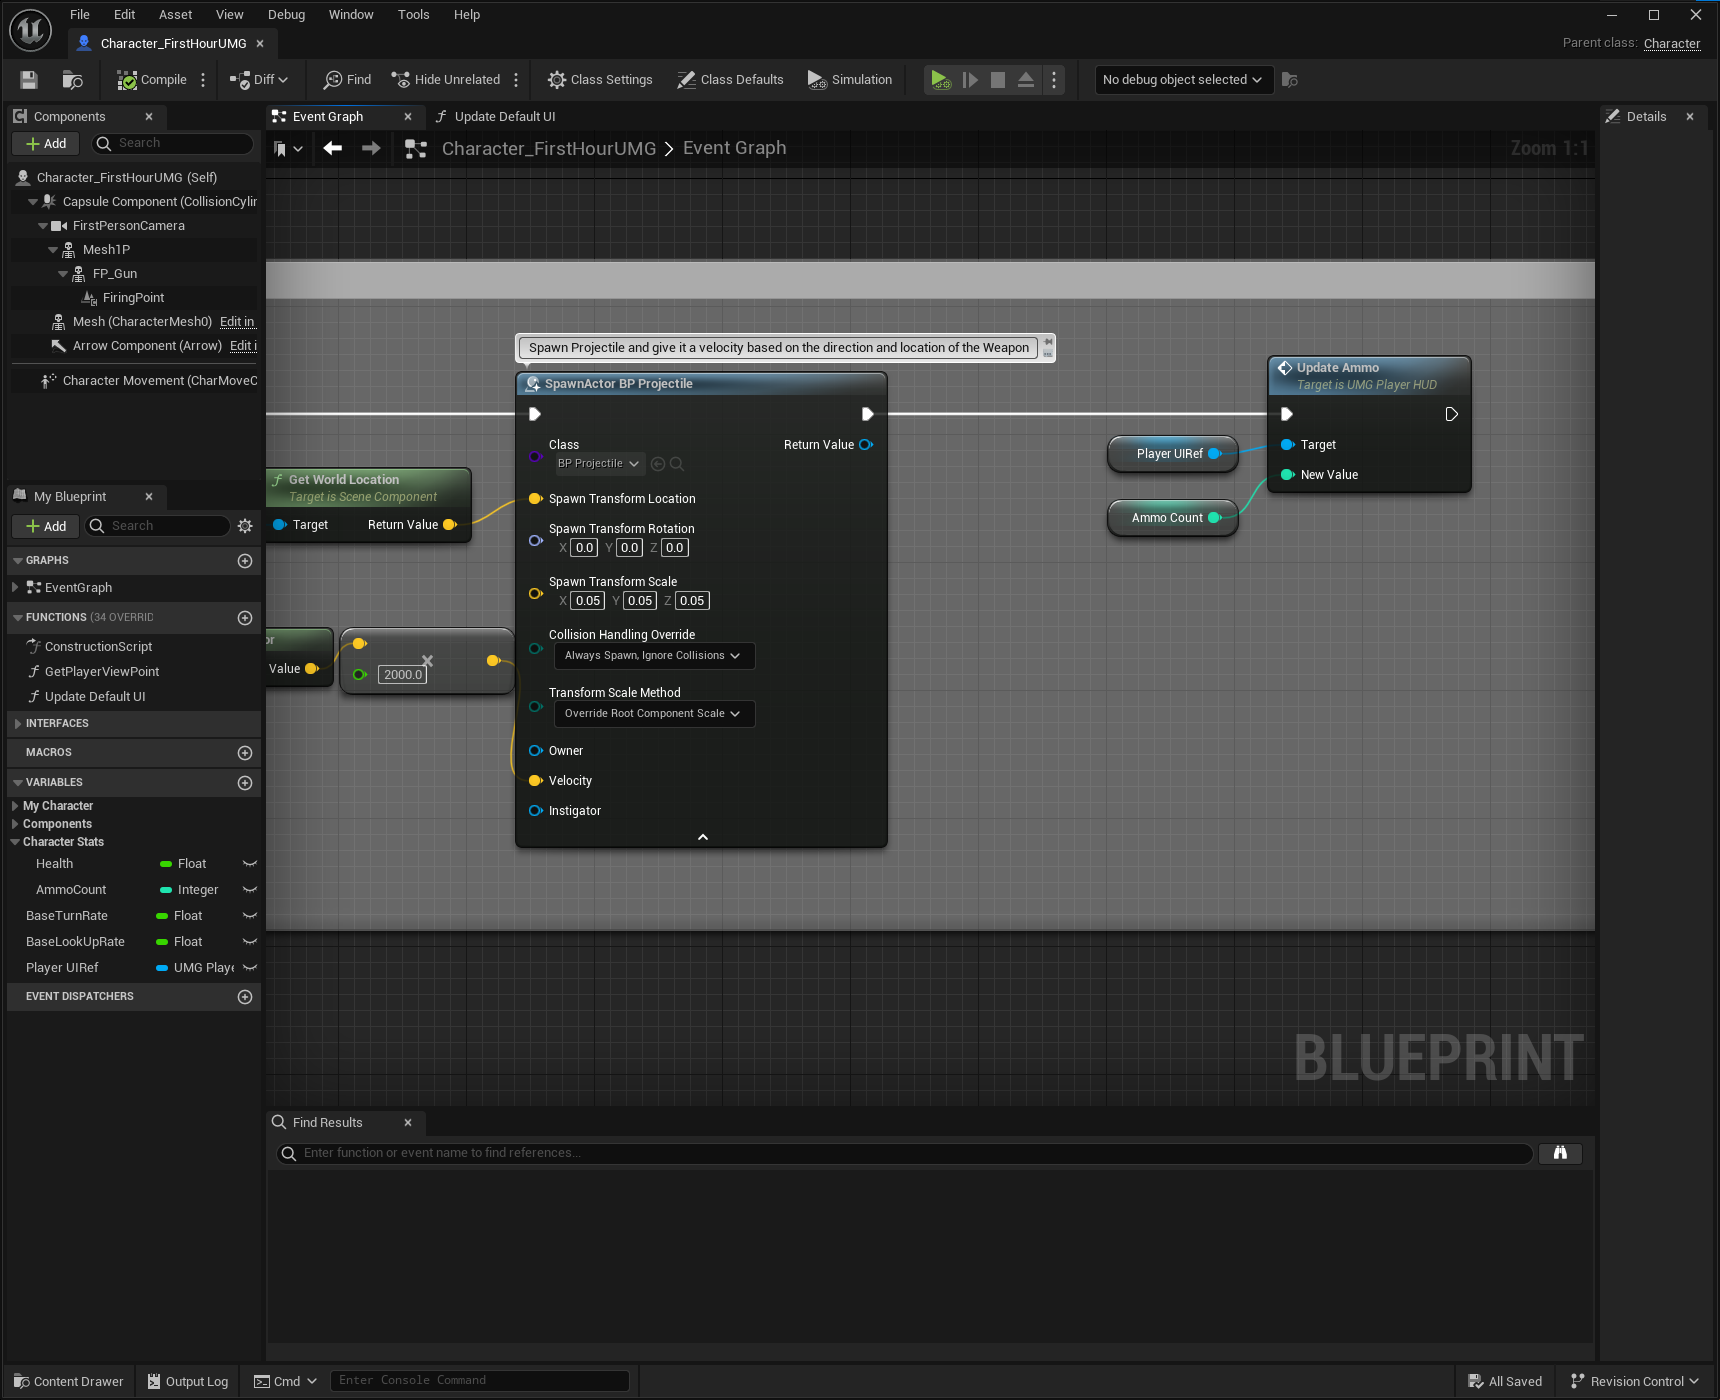 File Edit Asset View Debug Window Tools Help
Character_FirstHourUMG
Parent class: Character
Compile Diff Find Hide Unrelated Class Settings Class Defaults Simulation No debug object selected
Components
Add Search
Character_FirstHourUMG (Self)
Capsule Component (CollisionCylin
FirstPersonCamera
Mesh1P
FP_Gun
FiringPoint
Mesh (CharacterMesh0) Edit in
Arrow Component (Arrow) Edit i
Character Movement (CharMoveC
My Blueprint
Add Search
GRAPHS
EventGraph
FUNCTIONS (34 OVERRID
ConstructionScript
GetPlayerViewPoint
Update Default UI
INTERFACES
MACROS
VARIABLES
My Character
Components
Character Stats
Health Float
AmmoCount Integer
BaseTurnRate Float
BaseLookUpRate Float
Player UIRef UMG Playe
EVENT DISPATCHERS
Event Graph Update Default UI
Character_FirstHourUMG > Event Graph
Zoom 1:1
Spawn Projectile and give it a velocity based on the direction and location of the Weapon
SpawnActor BP Projectile
Class
BP Projectile
Return Value
Spawn Transform Location
Spawn Transform Rotation
X 0.0 Y 0.0 Z 0.0
Spawn Transform Scale
X 0.05 Y 0.05 Z 0.05
Collision Handling Override
Always Spawn, Ignore Collisions
Transform Scale Method
Override Root Component Scale
Owner
Velocity
Instigator
Get World Location
Target is Scene Component
Target Return Value
or
Value
2000.0
Player UIRef
Ammo Count
Update Ammo
Target is UMG Player HUD
Target
New Value
BLUEPRINT
Details
Find Results
Enter function or event name to find references...
Content Drawer Output Log Cmd Enter Console Command All Saved Revision Control